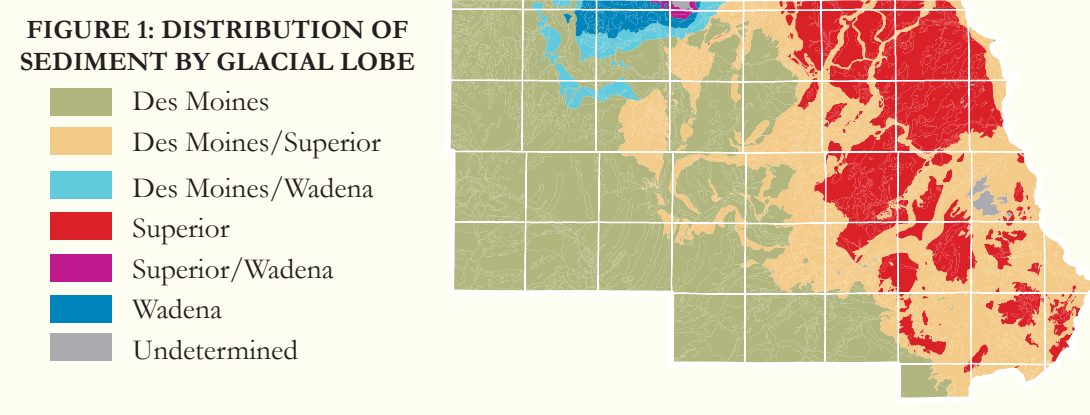 FIGURE 1: DISTRIBUTION OF
SEDIMENT BY GLACIAL LOBE
Des Moines
Des Moines/Superior
Des Moines/Wadena
Superior
Superior/Wadena
Wadena
Undetermined